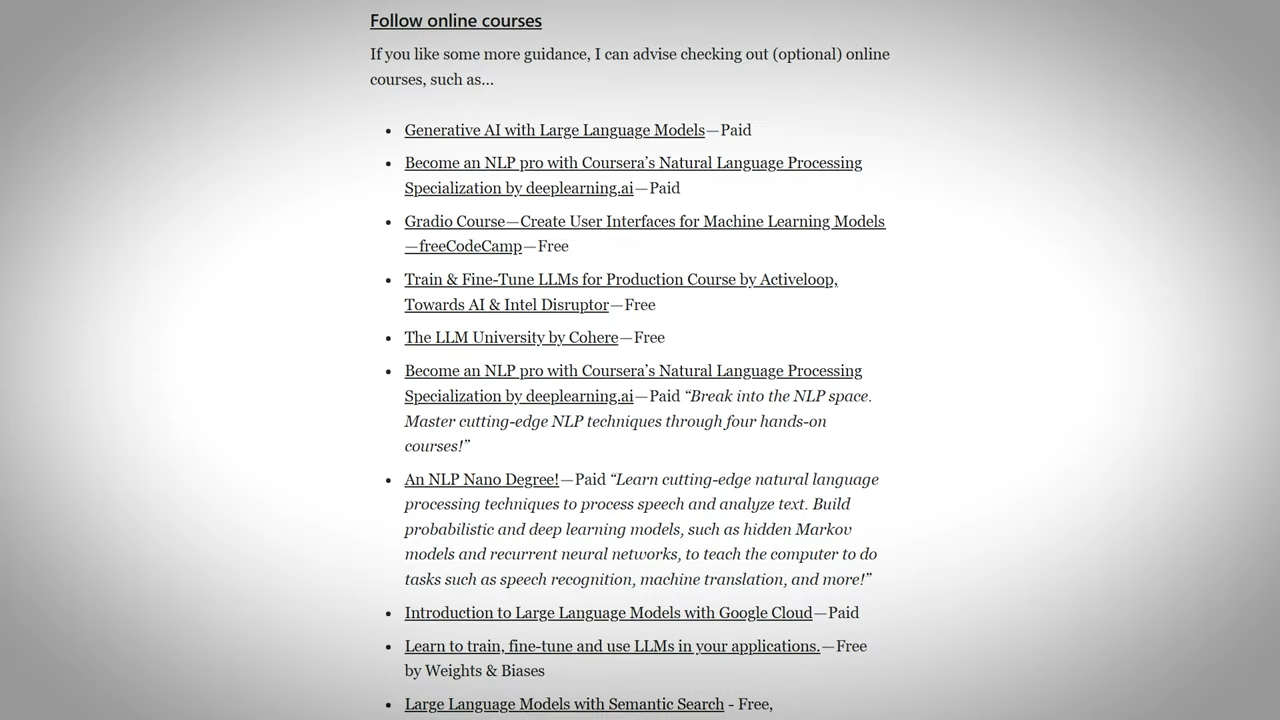 Follow online courses
If you like some more guidance, I can advise checking out (optional) online
courses, such as...
• Generative AI with Large Language Models—Paid
• Become an NLP pro with Coursera’s Natural Language Processing
Specialization by deeplearning.ai—Paid
• Gradio Course—Create User Interfaces for Machine Learning Models
—freeCodeCamp—Free
• Train & Fine-Tune LLMs for Production Course by Activeloop,
Towards AI & Intel Disruptor—Free
• The LLM University by Cohere—Free
• Become an NLP pro with Coursera’s Natural Language Processing
Specialization by deeplearning.ai—Paid “Break into the NLP space.
Master cutting-edge NLP techniques through four hands-on
courses!”
• An NLP Nano Degree!—Paid “Learn cutting-edge natural language
processing techniques to process speech and analyze text. Build
probabilistic and deep learning models, such as hidden Markov
models and recurrent neural networks, to teach the computer to do
tasks such as speech recognition, machine translation, and more!”
• Introduction to Large Language Models with Google Cloud—Paid
• Learn to train, fine-tune and use LLMs in your applications.—Free
by Weights & Biases
• Large Language Models with Semantic Search - Free,